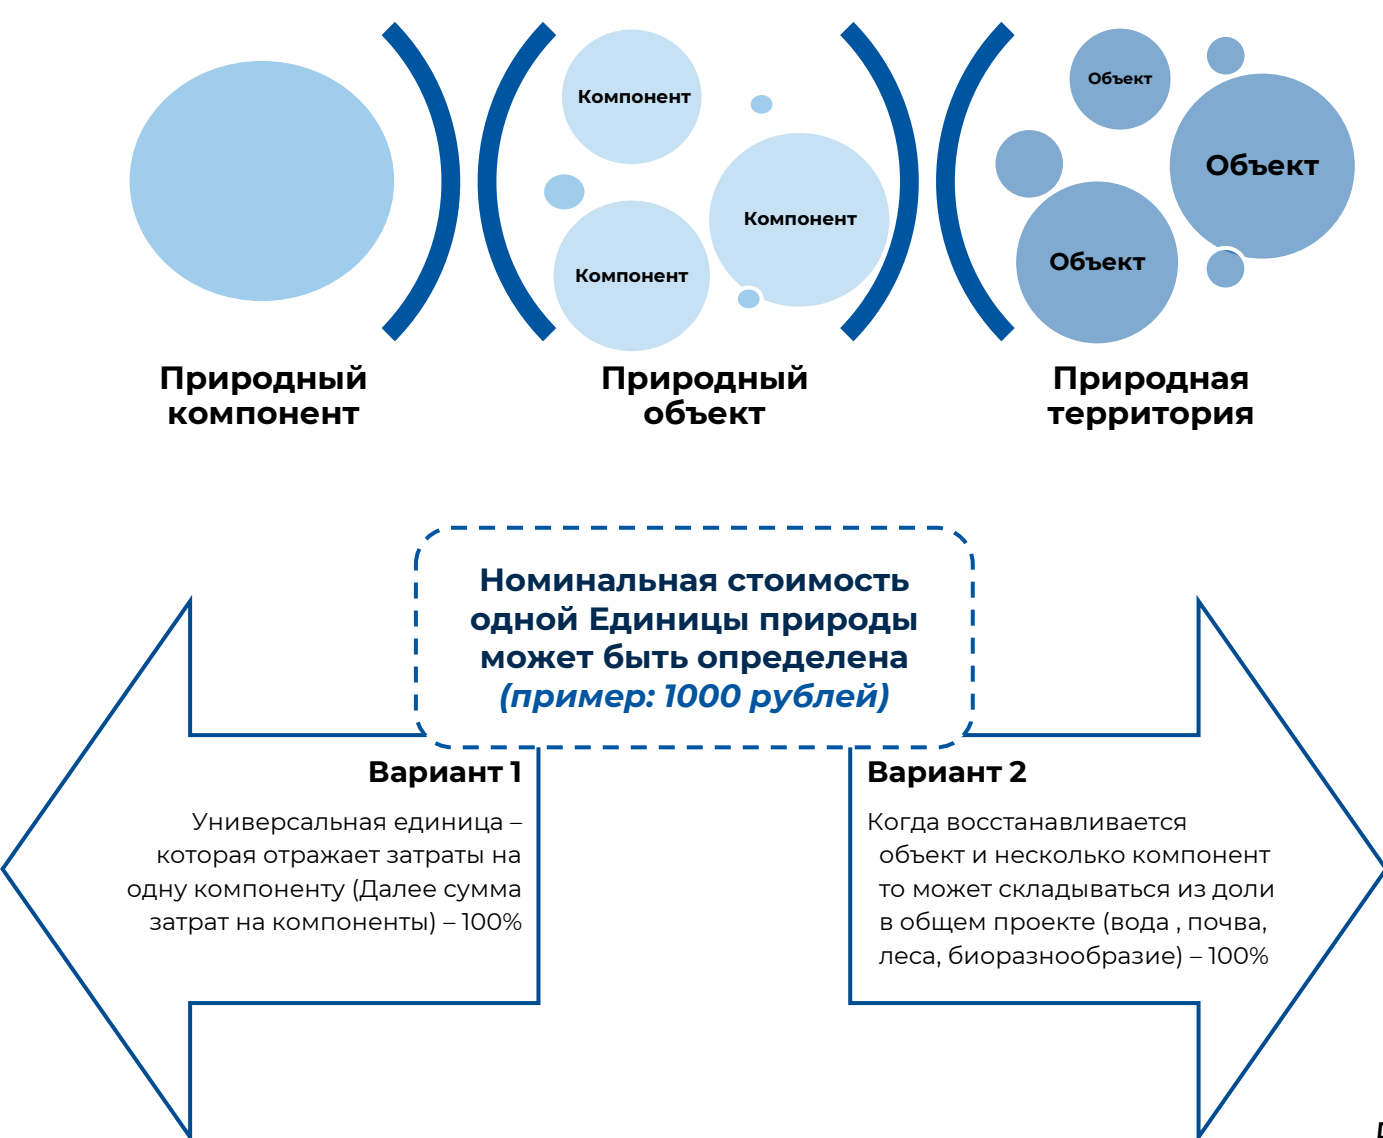 Компонент
Компонент
Компонент
Объект
Объект
Объект
Природный
компонент
Природный
объект
Природная
территория
Номинальная стоимость
одной Единицы природы
может быть определена
(пример: 1000 рублей)
Вариант 1
Универсальная единица –
которая отражает затраты на
одну компоненту (Далее сумма
затрат на компоненты) – 100%
Вариант 2
Когда восстанавливается
объект и несколько компонент
то может складываться из доли
в общем проекте (вода , почва,
леса, биоразнообразие) – 100%